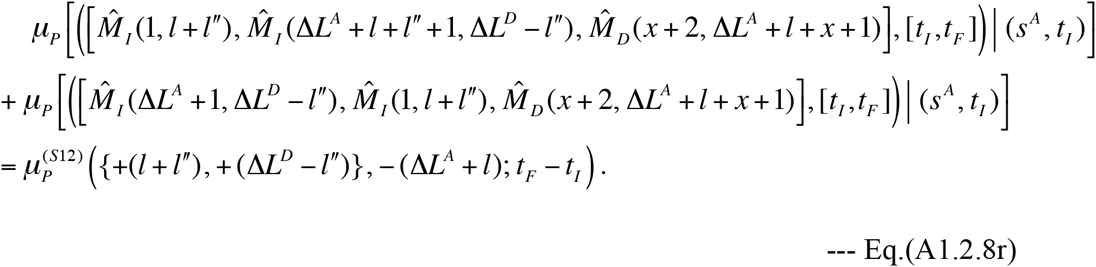 μ_P[([M̂_I(1, l+l″), M̂_I(ΔL^A+l+l″+1, ΔL^D−l″), M̂_D(x+2, ΔL^A+l+x+1)], [t_I,t_F]) | (s^A, t_I)]
+ μ_P[([M̂_I(ΔL^A+1, ΔL^D−l″), M̂_I(1, l+l″), M̂_D(x+2, ΔL^A+l+x+1)], [t_I,t_F]) | (s^A, t_I)]
= μ_P^(S12)({+(l+l″), +(ΔL^D−l″)}, −(ΔL^A+l); t_F−t_I).
--- Eq.(A1.2.8r)